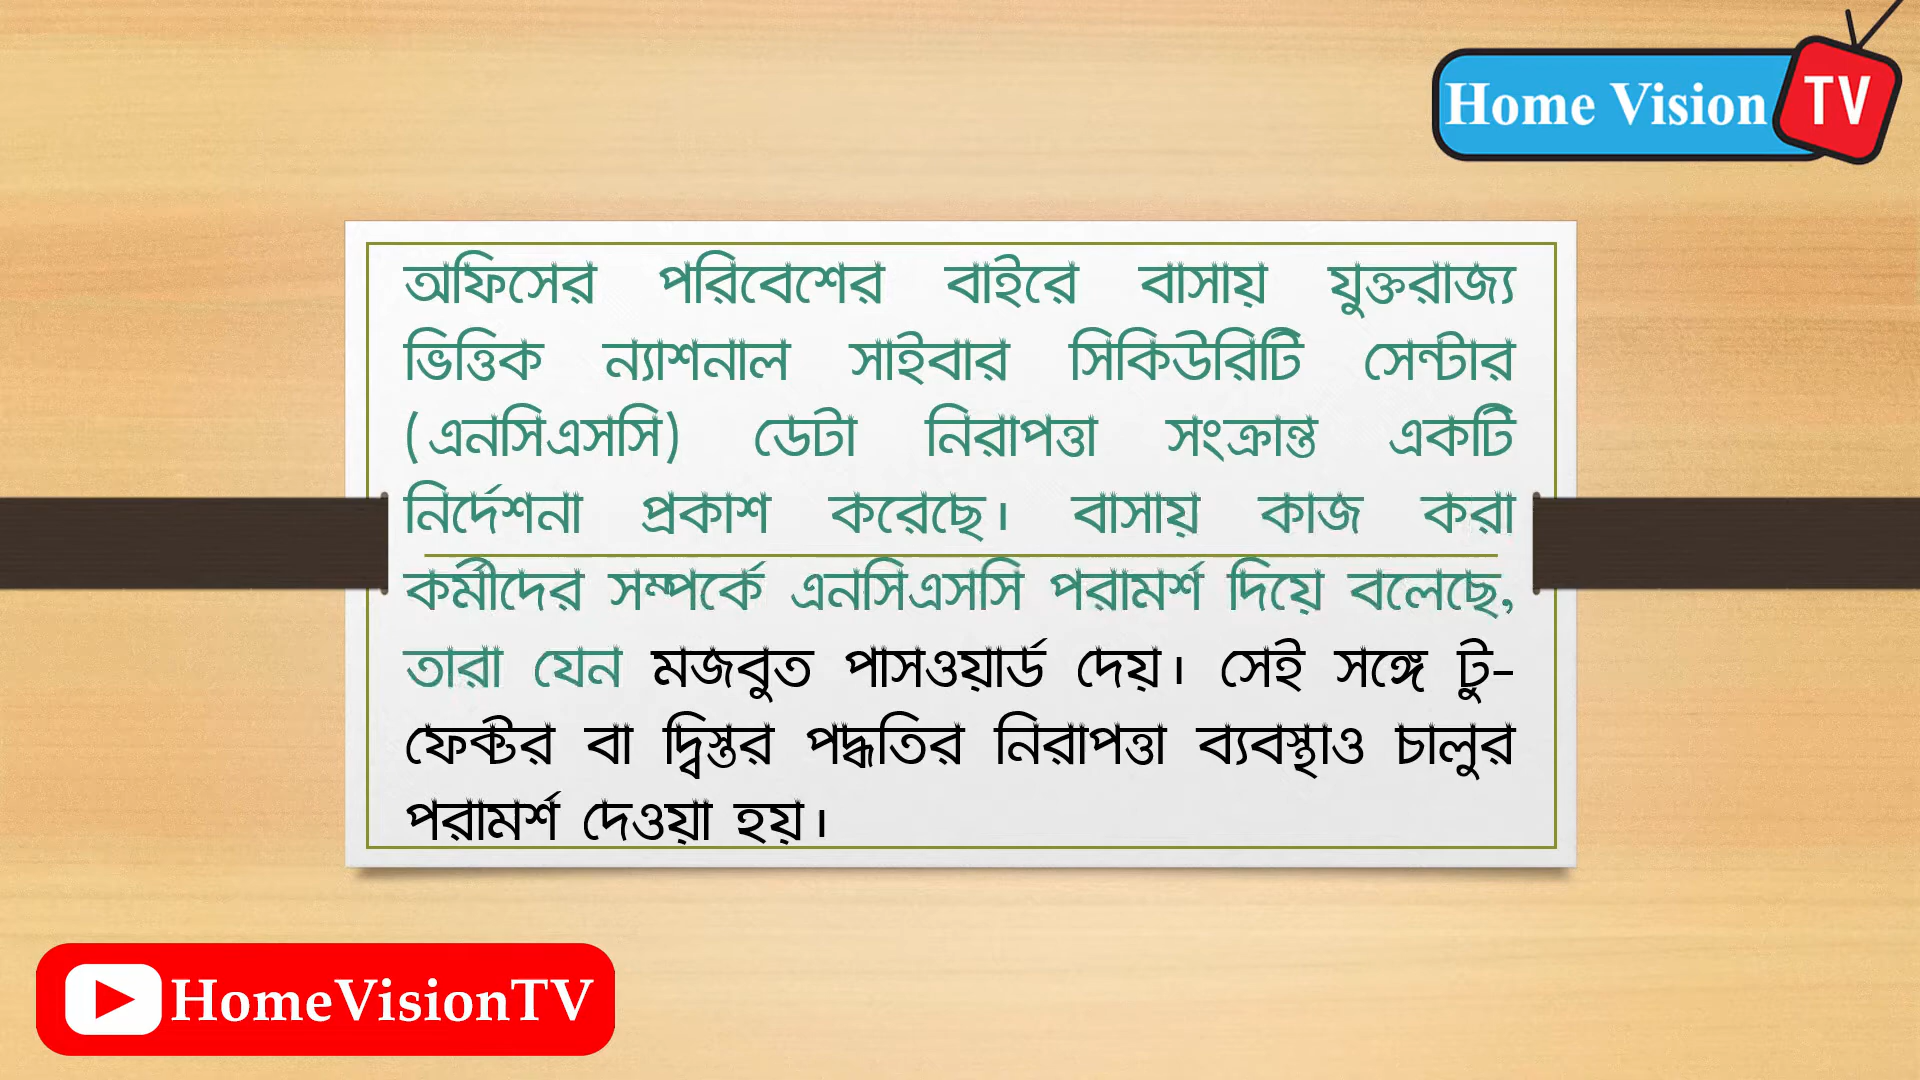 Home Vision TV
অফিসের পরিবেশের বাইরে বাসায় যুক্তরাজ্য
ভিত্তিক ন্যাশনাল সাইবার সিকিউরিটি সেন্টার
(এনসিএসসি) ডেটা নিরাপত্তা সংক্রান্ত একটি
নির্দেশনা প্রকাশ করেছে। বাসায় কাজ করা
কর্মীদের সম্পর্কে এনসিএসসি পরামর্শ দিয়ে বলেছে,
তারা যেন মজবুত পাসওয়ার্ড দেয়। সেই সঙ্গে টু-
ফেক্টর বা দ্বিস্তর পদ্ধতির নিরাপত্তা ব্যবস্থাও চালুর
পরামর্শ দেওয়া হয়।
HomeVisionTV